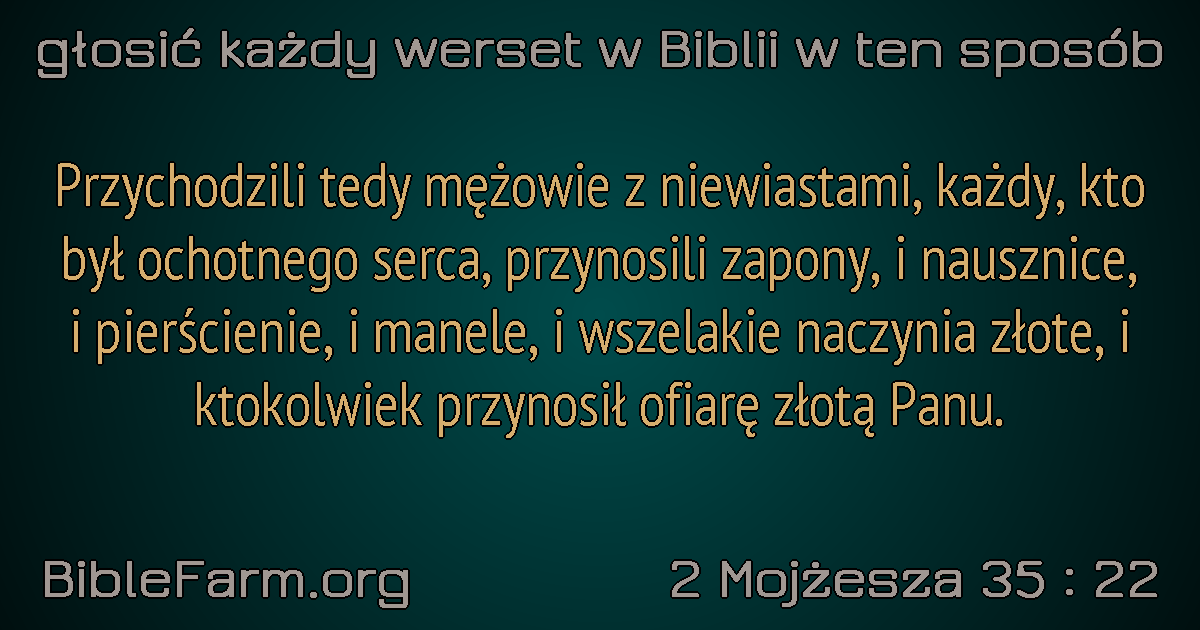 głosić każdy werset w Biblii w ten sposób
Przychodzili tedy mężowie z niewiastami, każdy, kto
był ochotnego serca, przynosili zapony, i nausznice,
i pierścienie, i manele, i wszelakie naczynia złote, i
ktokolwiek przynosił ofiarę złotą Panu.
BibleFarm.org
2 Mojżesza 35 : 22